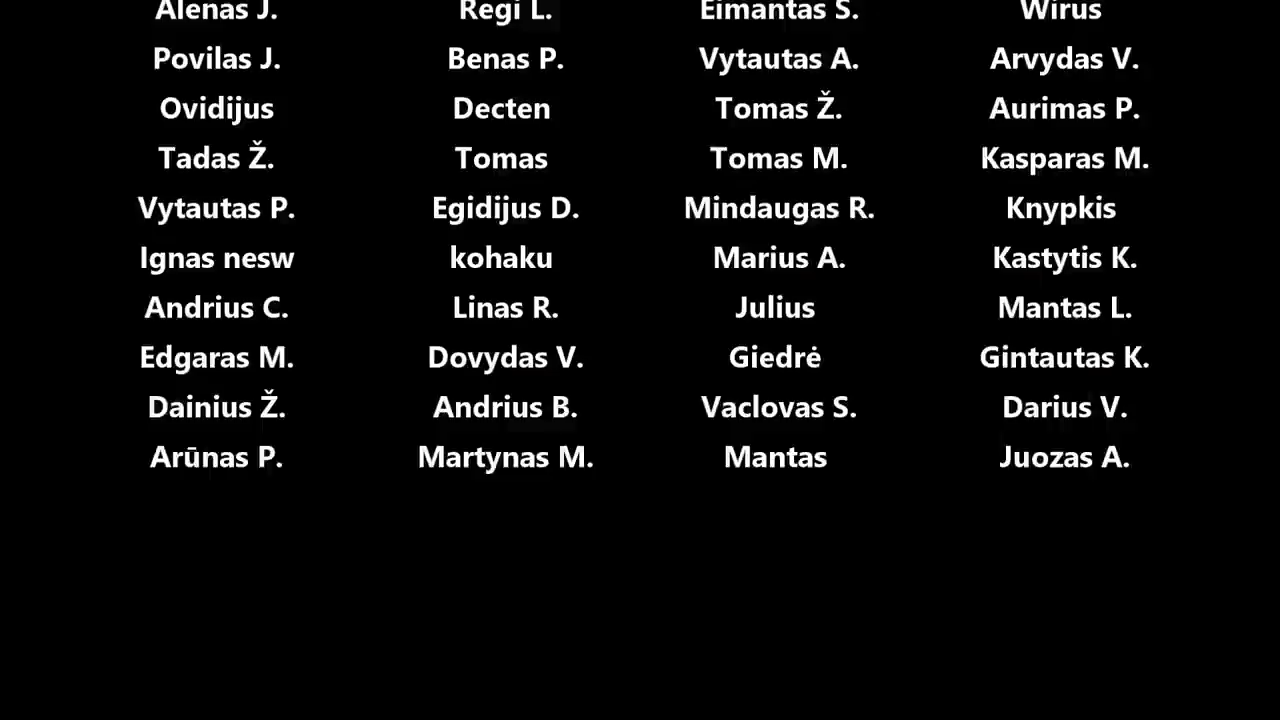 Alenas J. Regi L. Eimantas S. Wirus
Povilas J. Benas P. Vytautas A. Arvydas V.
Ovidijus Decten Tomas Ž. Aurimas P.
Tadas Ž. Tomas Tomas M. Kasparas M.
Vytautas P. Egidijus D. Mindaugas R. Knypkis
Ignas nesw kohaku Marius A. Kastytis K.
Andrius C. Linas R. Julius Mantas L.
Edgaras M. Dovydas V. Giedrė Gintautas K.
Dainius Ž. Andrius B. Vaclovas S. Darius V.
Arūnas P. Martynas M. Mantas Juozas A.